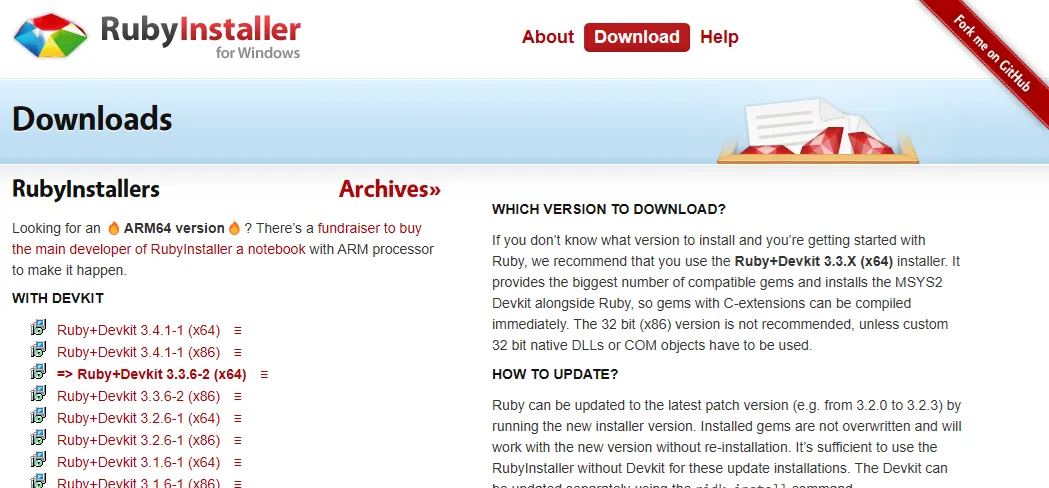 RubyInstaller
for Windows
About Download Help
Fork me on GitHub
Downloads
RubyInstallers Archives»
Looking for an 🔥 ARM64 version 🔥 ? There's a fundraiser to buy
the main developer of RubyInstaller a notebook with ARM processor
to make it happen.
WITH DEVKIT
Ruby+Devkit 3.4.1-1 (x64) ≡
Ruby+Devkit 3.4.1-1 (x86) ≡
=> Ruby+Devkit 3.3.6-2 (x64) ≡
Ruby+Devkit 3.3.6-2 (x86) ≡
Ruby+Devkit 3.2.6-1 (x64) ≡
Ruby+Devkit 3.2.6-1 (x86) ≡
Ruby+Devkit 3.1.6-1 (x64) ≡
Ruby+Devkit 3.1.6-1 (x86) ≡
WHICH VERSION TO DOWNLOAD?
If you don't know what version to install and you're getting started with
Ruby, we recommend that you use the Ruby+Devkit 3.3.X (x64) installer. It
provides the biggest number of compatible gems and installs the MSYS2
Devkit alongside Ruby, so gems with C-extensions can be compiled
immediately. The 32 bit (x86) version is not recommended, unless custom
32 bit native DLLs or COM objects have to be used.
HOW TO UPDATE?
Ruby can be updated to the latest patch version (e.g. from 3.2.0 to 3.2.3) by
running the new installer version. Installed gems are not overwritten and will
work with the new version without re-installation. It's sufficient to use the
RubyInstaller without Devkit for these update installations. The Devkit can
be updated separately using the ridk install command.